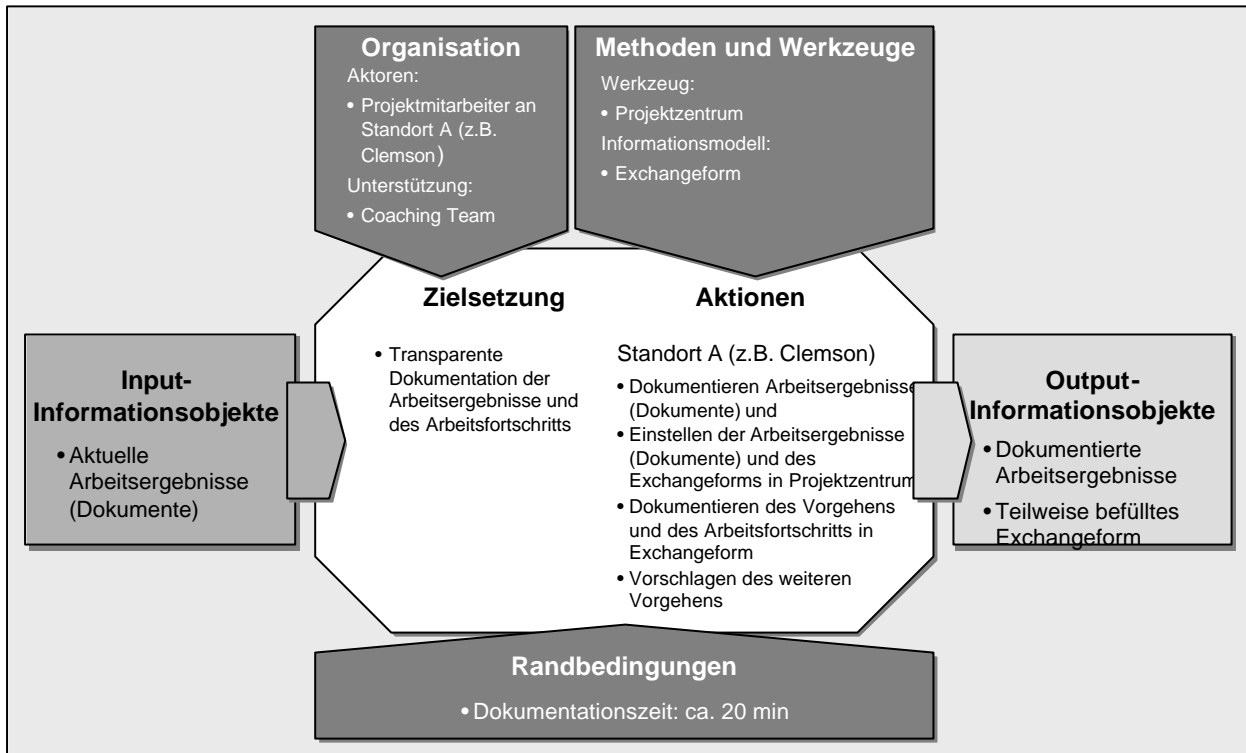 Organisation
Aktoren:
• Projektmitarbeiter an
Standort A (z.B.
Clemson)
Unterstützung:
• Coaching Team
Methoden und Werkzeuge
Werkzeug:
• Projektzentrum
Informationsmodell:
• Exchangeform
Input-
Informationsobjekte
• Aktuelle
Arbeitsergebnisse
(Dokumente)
Zielsetzung
• Transparente
Dokumentation der
Arbeitsergebnisse und
des Arbeitsfortschritts
Aktionen
Standort A (z.B. Clemson)
• Dokumentieren Arbeitsergebnisse
(Dokumente) und
• Einstellen der Arbeitsergebnisse
(Dokumente) und des
Exchangeforms in Projektzentrum
• Dokumentieren des Vorgehens
und des Arbeitsfortschritts in
Exchangeform
• Vorschlagen des weiteren
Vorgehens
Output-
Informationsobjekte
• Dokumentierte
Arbeitsergebnisse
• Teilweise befülltes
Exchangeform
Randbedingungen
• Dokumentationszeit: ca. 20 min